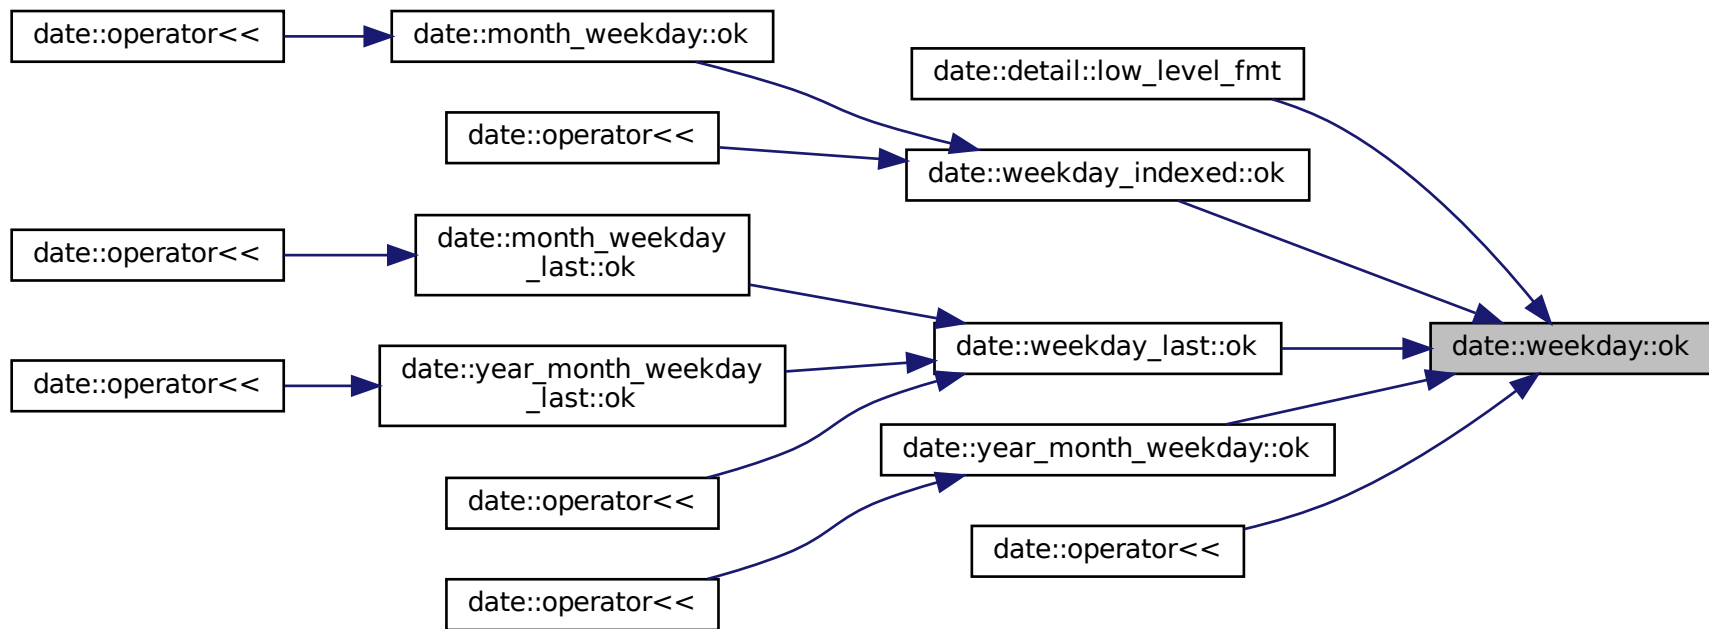 date::operator<<
date::month_weekday::ok
date::detail::low_level_fmt
date::operator<<
date::weekday_indexed::ok
date::operator<<
date::month_weekday
_last::ok
date::weekday_last::ok
date::weekday::ok
date::operator<<
date::year_month_weekday
_last::ok
date::year_month_weekday::ok
date::operator<<
date::operator<<
date::operator<<